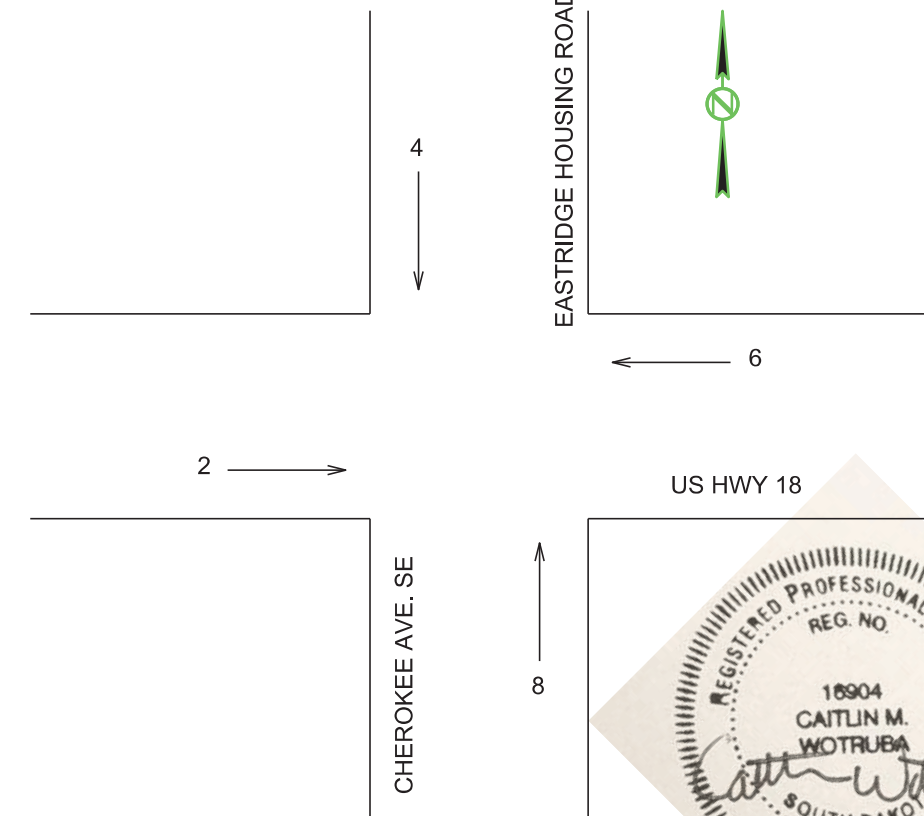 EASTRIDGE HOUSING ROAD
4
N
6
2
US HWY 18
CHEROKEE AVE. SE
8
REGISTERED PROFESSIONAL
REG. NO.
CAITLIN M.
WOTRUBA